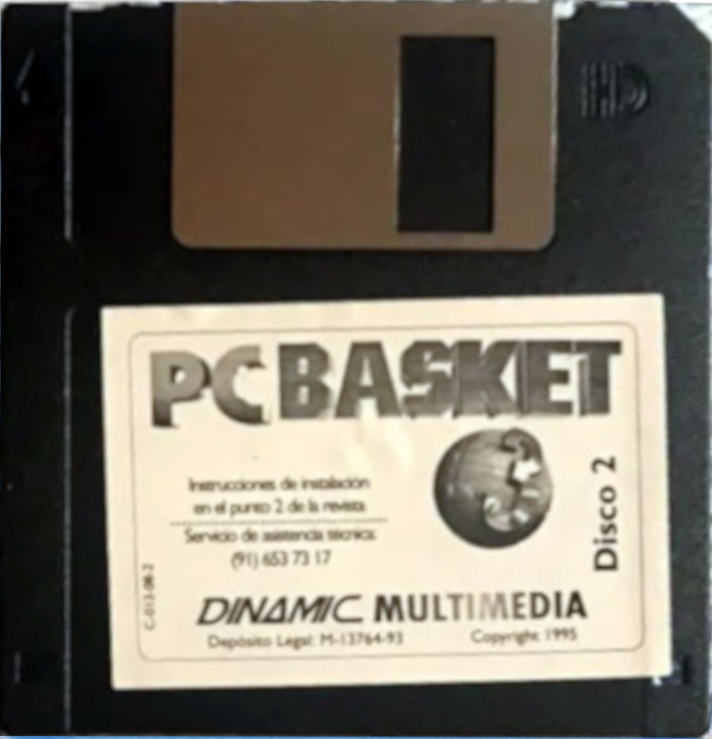 HD
PC BASKET
Instrucciones de instalación
en el punto 2 de la revista
Servicio de asistencia técnica:
(91) 653 73 17
Disco 2
C-013-08-2
DINAMIC MULTIMEDIA
Depósito Legal: M-13764-93 Copyright 1995